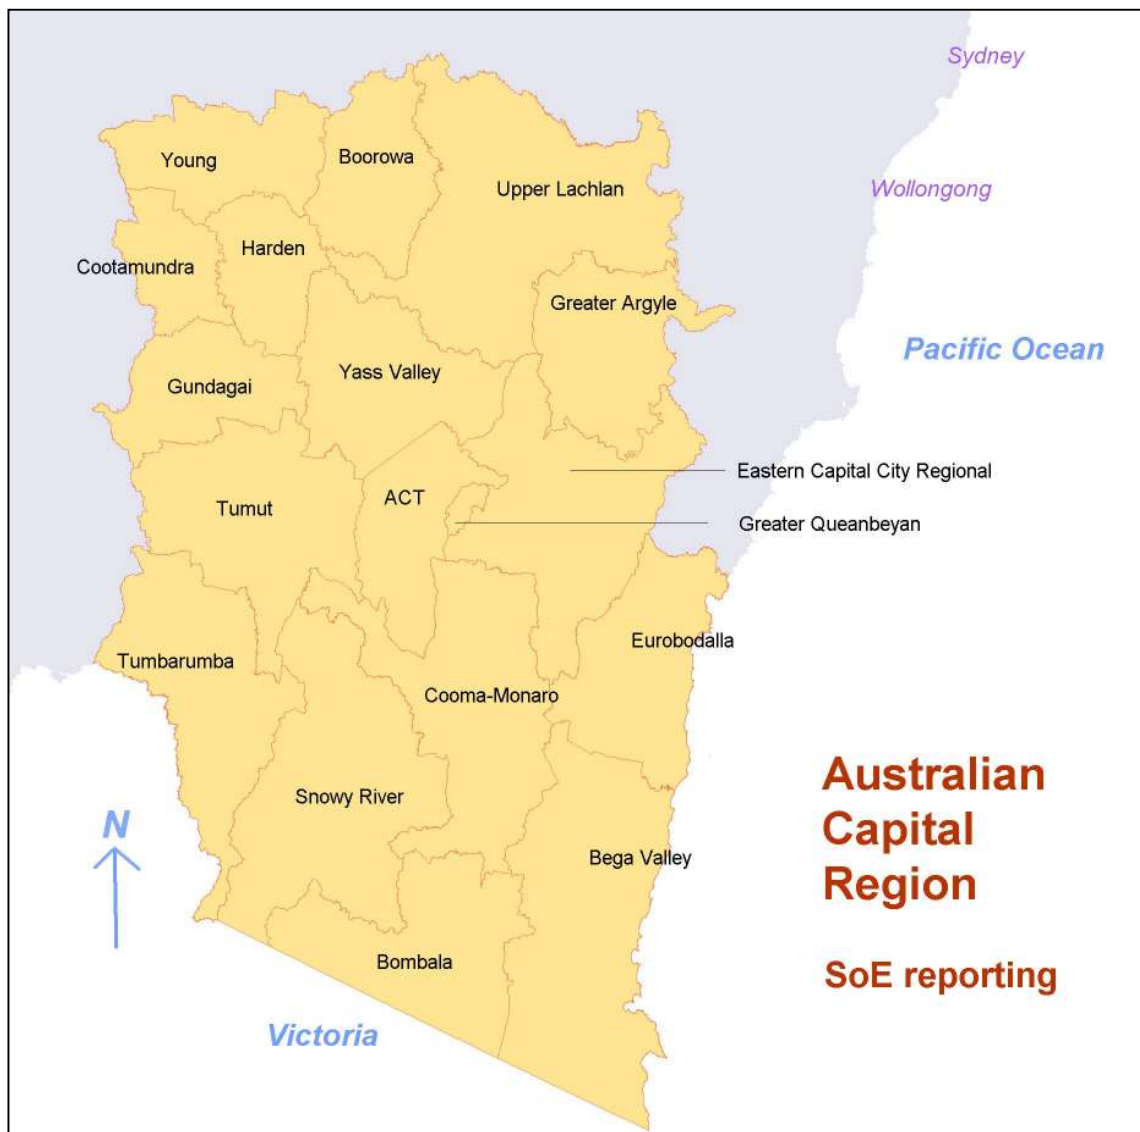 Sydney
Young
Boorowa
Upper Lachlan
Wollongong
Harden
Cootamundra
Greater Argyle
Pacific Ocean
Yass Valley
Gundagai
Eastern Capital City Regional
ACT
Tumut
Greater Queanbeyan
Eurobodalla
Tumbarumba
Cooma-Monaro
Australian
Capital
Region
Snowy River
N
Bega Valley
Bombala
SoE reporting
Victoria